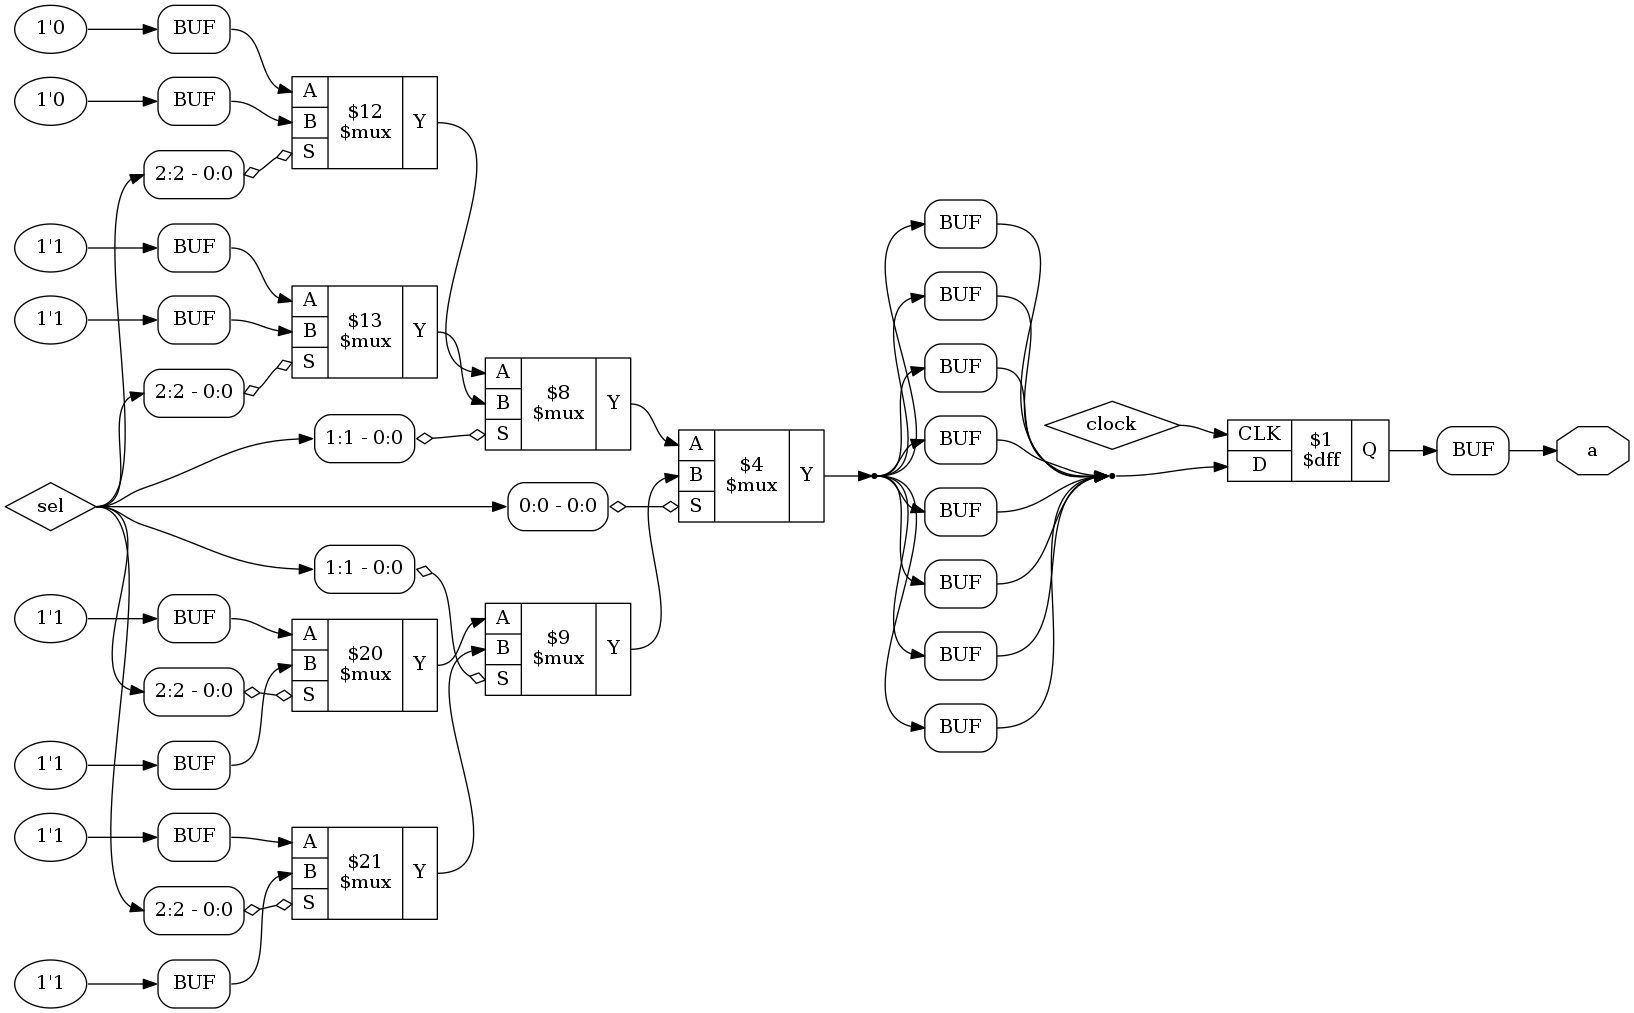 1'0
BUF
1'0
BUF
A
B
S
$12
$mux
Y
2:2 - 0:0
1'1
BUF
1'1
BUF
A
B
S
$13
$mux
Y
2:2 - 0:0
A
B
S
$8
$mux
Y
1:1 - 0:0
sel
0:0 - 0:0
1:1 - 0:0
A
B
S
$4
$mux
Y
1'1
BUF
A
B
S
$20
$mux
Y
2:2 - 0:0
1'1
BUF
A
B
S
$9
$mux
Y
1'1
BUF
A
B
S
$21
$mux
Y
2:2 - 0:0
1'1
BUF
BUF
BUF
BUF
BUF
BUF
BUF
BUF
BUF
clock
CLK
D
$1
$dff
Q
BUF
a